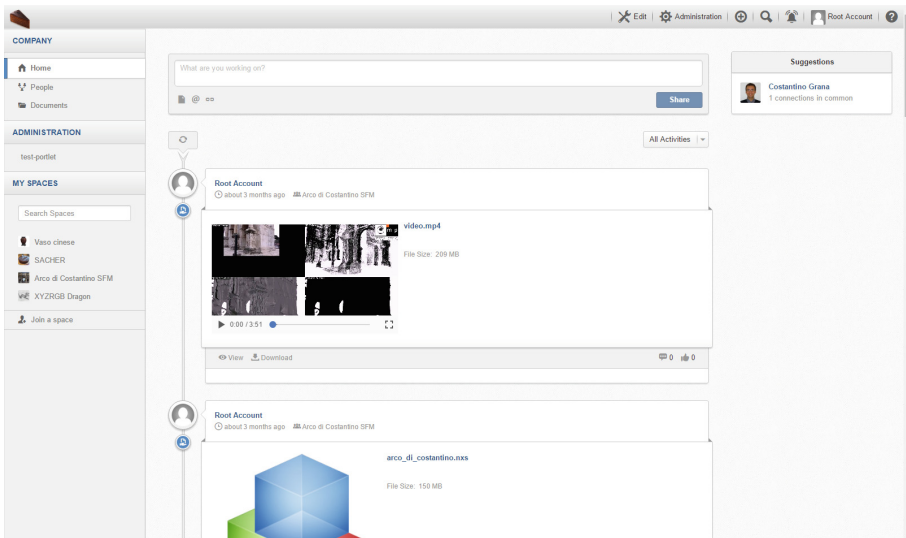 Edit
Administration
Root Account
COMPANY
Home
People
Documents
ADMINISTRATION
test-portlet
MY SPACES
Search Spaces
Vaso cinese
SACHER
Arco di Costantino SFM
XYZRGB Dragon
Join a space
What are you working on?
@
Share
All Activities
Root Account
about 3 months ago Arco di Costantino SFM
video.mp4
File Size: 209 MB
0:00 / 3:51
View Download 0 0
Root Account
about 3 months ago Arco di Costantino SFM
arco_di_costantino.nxs
File Size: 150 MB
Suggestions
Costantino Grana
1 connections in common